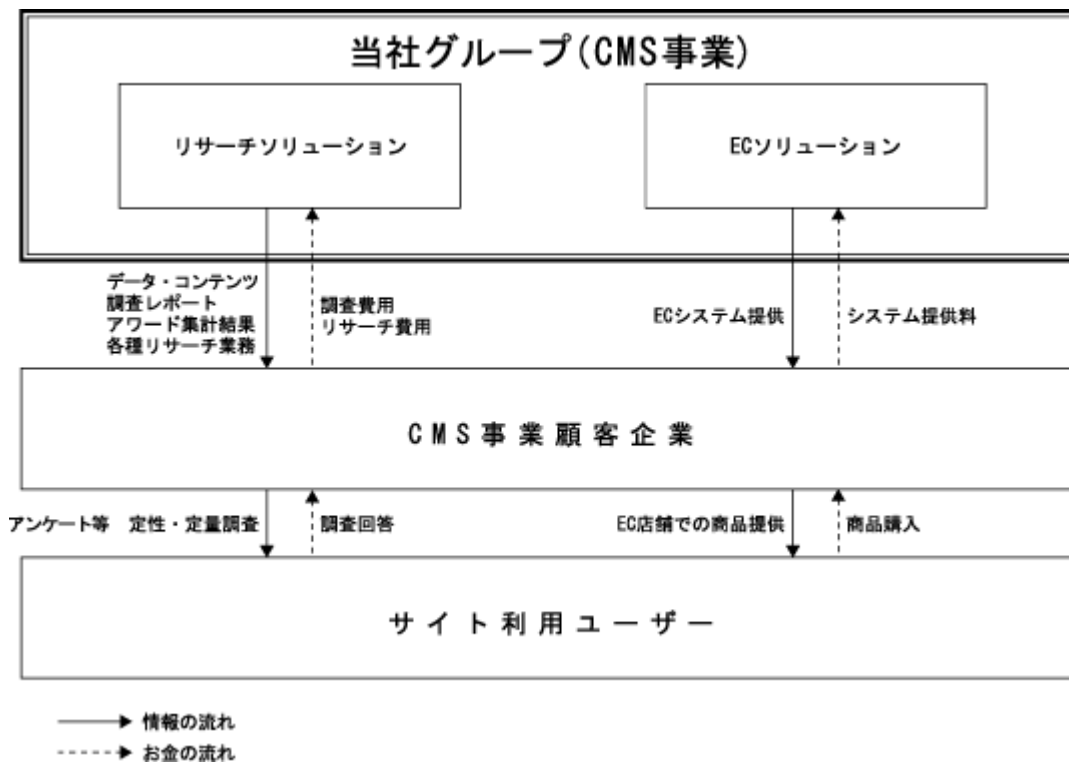 当社グループ(CMS事業)
リサーチソリューション
ECソリューション
データ・コンテンツ
調査レポート
アワード集計結果
各種リサーチ業務
調査費用
リサーチ費用
ECシステム提供
システム提供料
CMS事業顧客企業
アンケート等 定性・定量調査
調査回答
EC店舗での商品提供
商品購入
サイト利用ユーザー
情報の流れ
お金の流れ